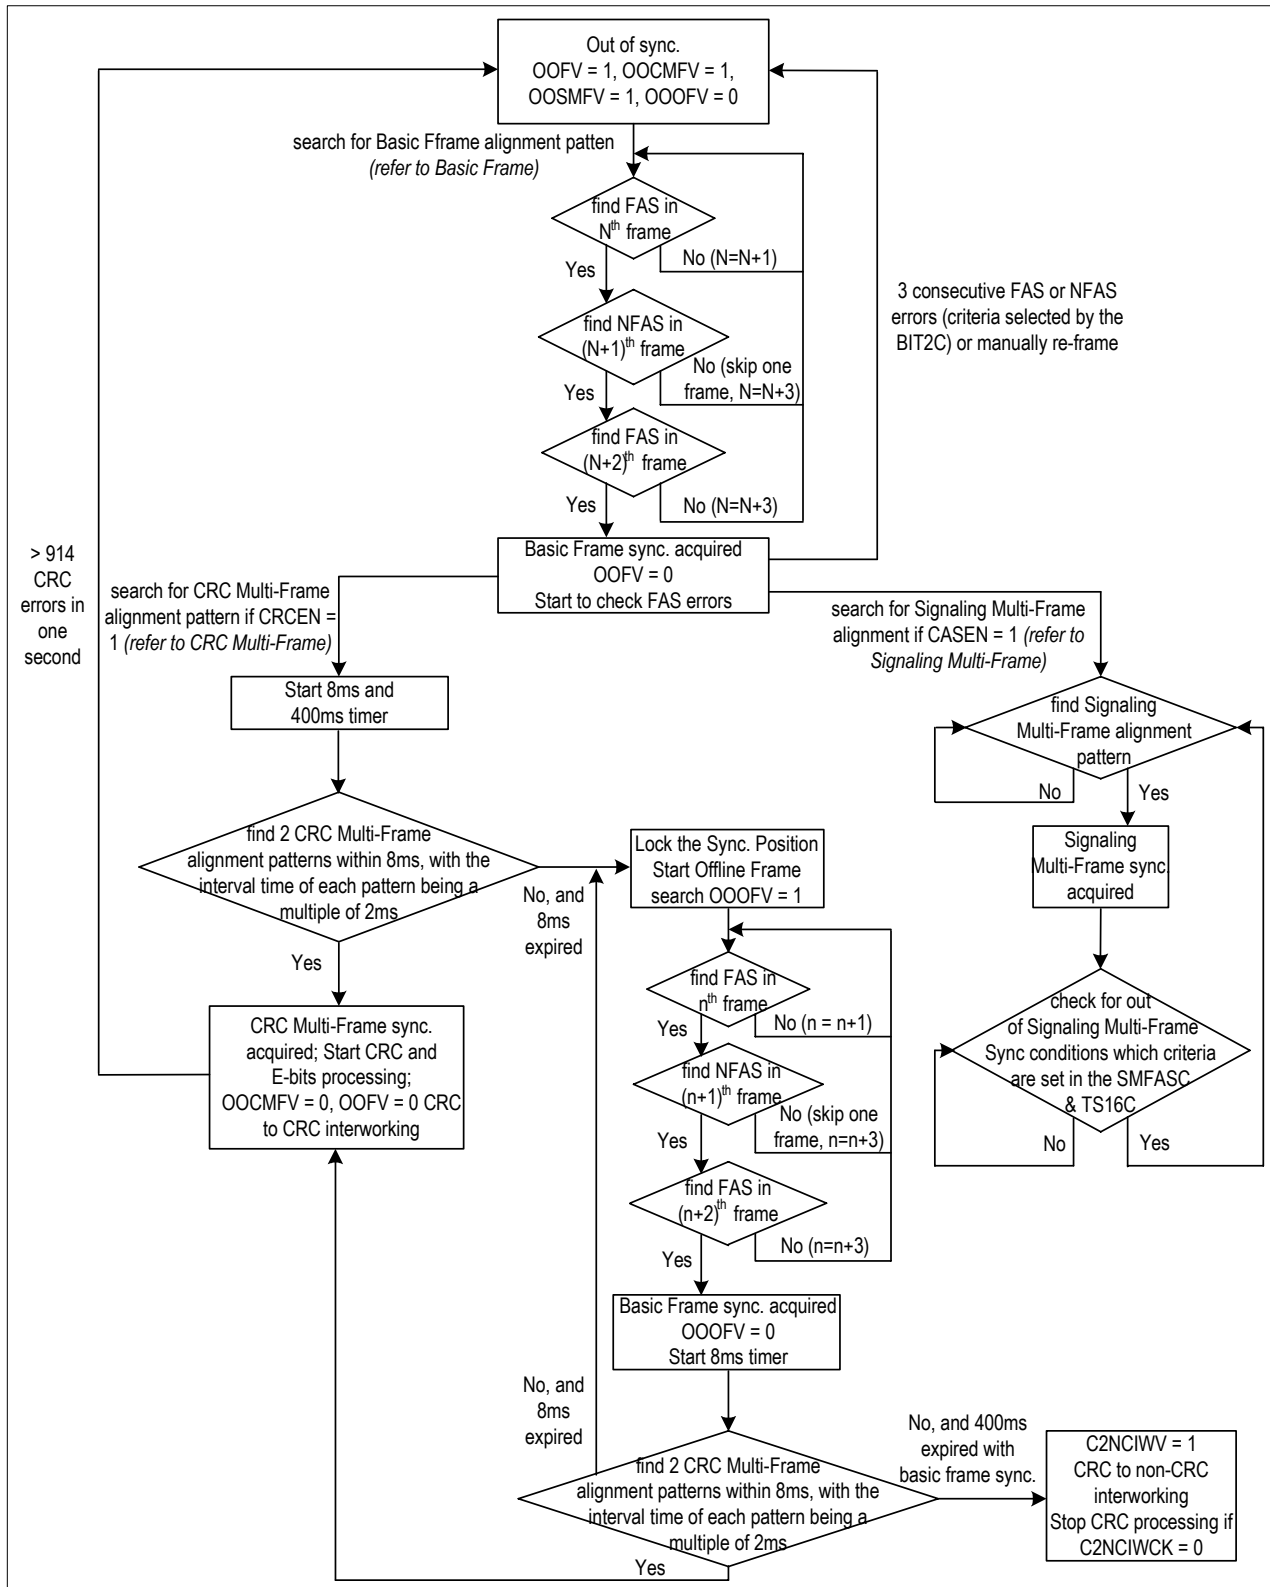 Out of sync.
OOFV = 1, OOCMFV = 1,
OOSMFV = 1, OOOFV = 0
search for Basic Fframe alignment patten
(refer to Basic Frame)
find FAS in
Nth frame
No (N=N+1)
Yes
find NFAS in
(N+1)th frame
No (skip one
frame, N=N+3)
Yes
find FAS in
(N+2)th frame
No (N=N+3)
Yes
3 consecutive FAS or NFAS
errors (criteria selected by the
BIT2C) or manually re-frame
Basic Frame sync. acquired
OOFV = 0
Start to check FAS errors
> 914
CRC
errors in
one
second
search for CRC Multi-Frame
alignment pattern if CRCEN =
1 (refer to CRC Multi-Frame)
search for Signaling Multi-Frame
alignment if CASEN = 1 (refer to
Signaling Multi-Frame)
Start 8ms and
400ms timer
find Signaling
Multi-Frame alignment
pattern
No
Yes
find 2 CRC Multi-Frame
alignment patterns within 8ms, with the
interval time of each pattern being a
multiple of 2ms
No, and
8ms
expired
Yes
Lock the Sync. Position
Start Offline Frame
search OOOFV = 1
Signaling
Multi-Frame sync.
acquired
CRC Multi-Frame sync.
acquired; Start CRC and
E-bits processing;
OOCMFV = 0, OOFV = 0 CRC
to CRC interworking
find FAS in
nth frame
No (n = n+1)
Yes
find NFAS in
(n+1)th frame
No (skip one
frame, n=n+3)
Yes
find FAS in
(n+2)th frame
No (n=n+3)
Yes
check for out
of Signaling Multi-Frame
Sync conditions which criteria
are set in the SMFASC
& TS16C
No
Yes
Basic Frame sync. acquired
OOOFV = 0
Start 8ms timer
No, and
8ms
expired
find 2 CRC Multi-Frame
alignment patterns within 8ms, with the
interval time of each pattern being a
multiple of 2ms
Yes
No, and 400ms
expired with
basic frame sync.
C2NCIWV = 1
CRC to non-CRC
interworking
Stop CRC processing if
C2NCIWCK = 0